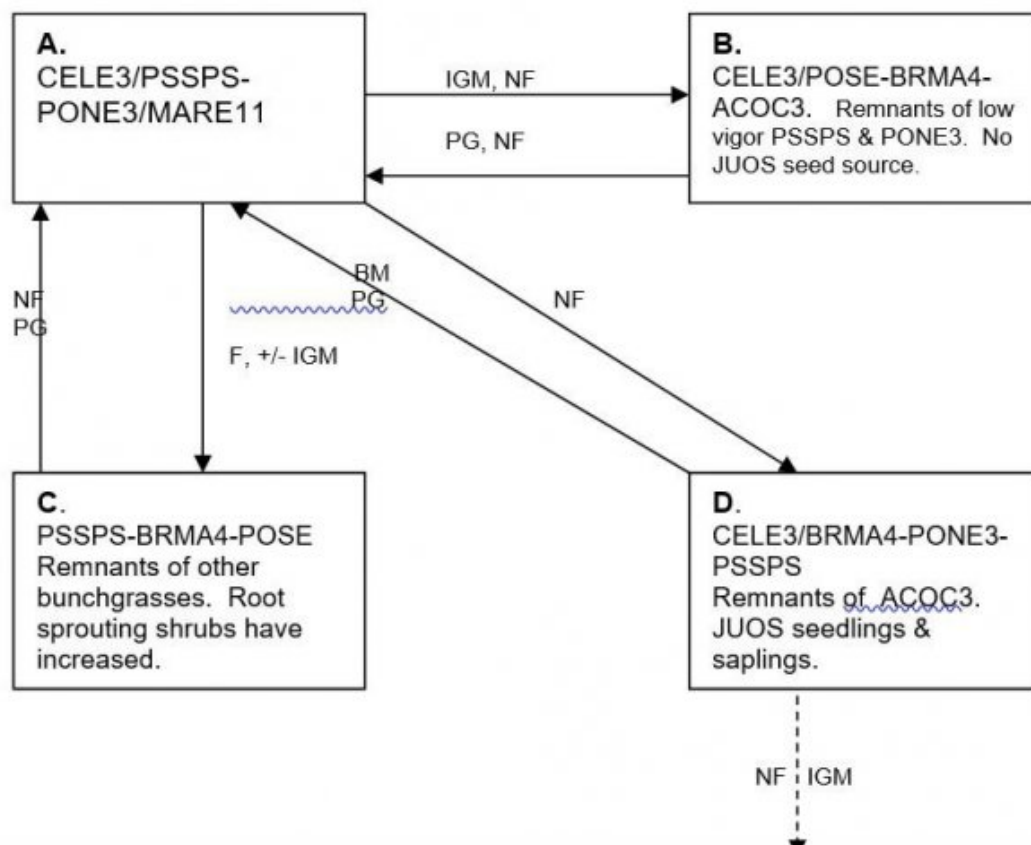 A.
CELE3/PSSPS-
PONE3/MARE11
IGM, NF
PG, NF
B.
CELE3/POSE-BRMA4-
ACOC3. Remnants of low
vigor PSSPS & PONE3. No
JUOS seed source.
NF
PG
BM
PG
F, +/- IGM
NF
C.
PSSPS-BRMA4-POSE
Remnants of other
bunchgrasses. Root
sprouting shrubs have
increased.
D.
CELE3/BRMA4-PONE3-
PSSPS
Remnants of ACOC3.
JUOS seedlings &
saplings.
NF IGM